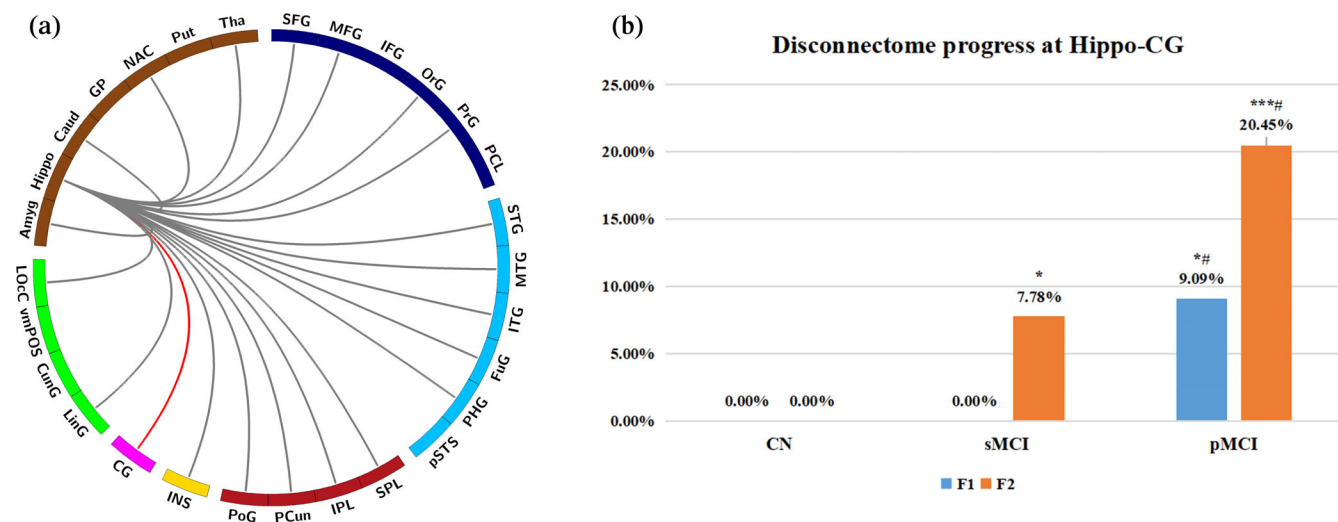 (a)
Tha
Put
NAC
GP
Caud
Hippo
Amyg
SFG
MFG
IFG
OrG
PrG
PCL
STG
MTG
ITG
FuG
PHG
pSTS
SPL
IPL
PCun
PoG
INS
CG
LinG
CunG
vmPOS
LOcC
(b)
Disconnectome progress at Hippo-CG
25.00%
20.00%
15.00%
10.00%
5.00%
0.00%
0.00% 0.00%
0.00%
*
7.78%
*#
9.09%
***#
20.45%
CN sMCI pMCI
F1 F2